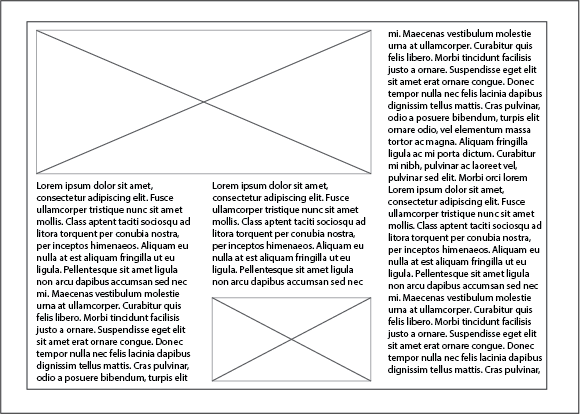 Lorem ipsum dolor sit amet,
consectetur adipiscing elit. Fusce
ullamcorper tristique nunc sit amet
mollis. Class aptent taciti sociosqu ad
litora torquent per conubia nostra,
per inceptos himenaeos. Aliquam eu
nulla at est aliquam fringilla ut eu
ligula. Pellentesque sit amet ligula
non arcu dapibus accumsan sed nec
mi. Maecenas vestibulum molestie
urna at ullamcorper. Curabitur quis
felis libero. Morbi tincidunt facilisis
justo a ornare. Suspendisse eget elit
sit amet erat ornare congue. Donec
tempor nulla nec felis lacinia dapibus
dignissim tellus mattis. Cras pulvinar,
odio a posuere bibendum, turpis elit
Lorem ipsum dolor sit amet,
consectetur adipiscing elit. Fusce
ullamcorper tristique nunc sit amet
mollis. Class aptent taciti sociosqu ad
litora torquent per conubia nostra,
per inceptos himenaeos. Aliquam eu
nulla at est aliquam fringilla ut eu
ligula. Pellentesque sit amet ligula
non arcu dapibus accumsan sed nec
mi. Maecenas vestibulum molestie
urna at ullamcorper. Curabitur quis
felis libero. Morbi tincidunt facilisis
justo a ornare. Suspendisse eget elit
sit amet erat ornare congue. Donec
tempor nulla nec felis lacinia dapibus
dignissim tellus mattis. Cras pulvinar,
odio a posuere bibendum, turpis elit
ornare odio, vel elementum massa
tortor ac magna. Aliquam fringilla
ligula ac mi porta dictum. Curabitur
mi nibh, pulvinar ac laoreet vel,
pulvinar sed elit. Morbi orci lorem
Lorem ipsum dolor sit amet,
consectetur adipiscing elit. Fusce
ullamcorper tristique nunc sit amet
mollis. Class aptent taciti sociosqu ad
litora torquent per conubia nostra,
per inceptos himenaeos. Aliquam eu
nulla at est aliquam fringilla ut eu
ligula. Pellentesque sit amet ligula
non arcu dapibus accumsan sed nec
mi. Maecenas vestibulum molestie
urna at ullamcorper. Curabitur quis
felis libero. Morbi tincidunt facilisis
justo a ornare. Suspendisse eget elit
sit amet erat ornare congue. Donec
tempor nulla nec felis lacinia dapibus
dignissim tellus mattis. Cras pulvinar,